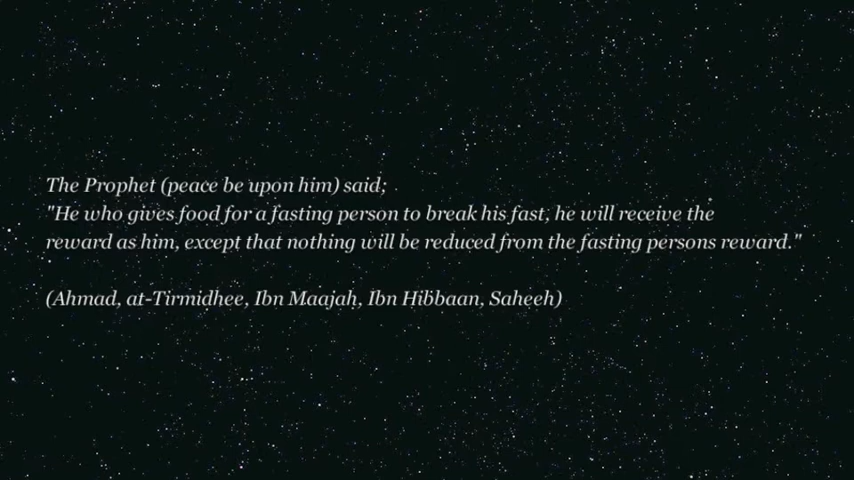 The Prophet (peace be upon him) said;
"He who gives food for a fasting person to break his fast, he will receive the
reward as him, except that nothing will be reduced from the fasting persons reward."
(Ahmad, at-Tirmidhee, Ibn Maajah, Ibn Hibbaan, Saheeh)